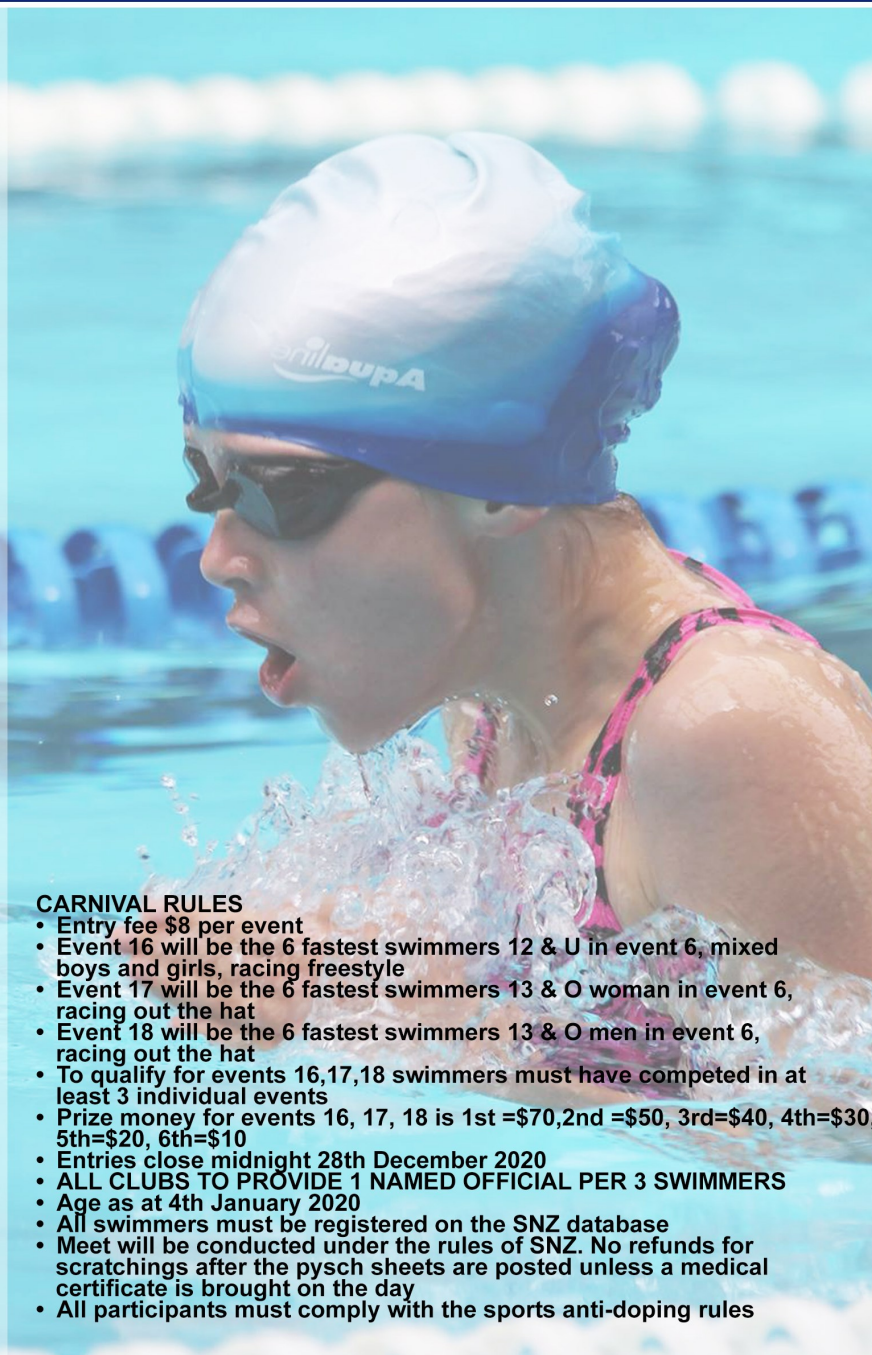 Aqualine
CARNIVAL RULES
• Entry fee $8 per event
• Event 16 will be the 6 fastest swimmers 12 & U in event 6, mixed
boys and girls, racing freestyle
• Event 17 will be the 6 fastest swimmers 13 & O woman in event 6,
racing out the hat
• Event 18 will be the 6 fastest swimmers 13 & O men in event 6,
racing out the hat
• To qualify for events 16,17,18 swimmers must have competed in at
least 3 individual events
• Prize money for events 16, 17, 18 is 1st =$70,2nd =$50, 3rd=$40, 4th=$30,
5th=$20, 6th=$10
• Entries close midnight 28th December 2020
• ALL CLUBS TO PROVIDE 1 NAMED OFFICIAL PER 3 SWIMMERS
• Age as at 4th January 2020
• All swimmers must be registered on the SNZ database
• Meet will be conducted under the rules of SNZ. No refunds for
scratchings after the pysch sheets are posted unless a medical
certificate is brought on the day
• All participants must comply with the sports anti-doping rules